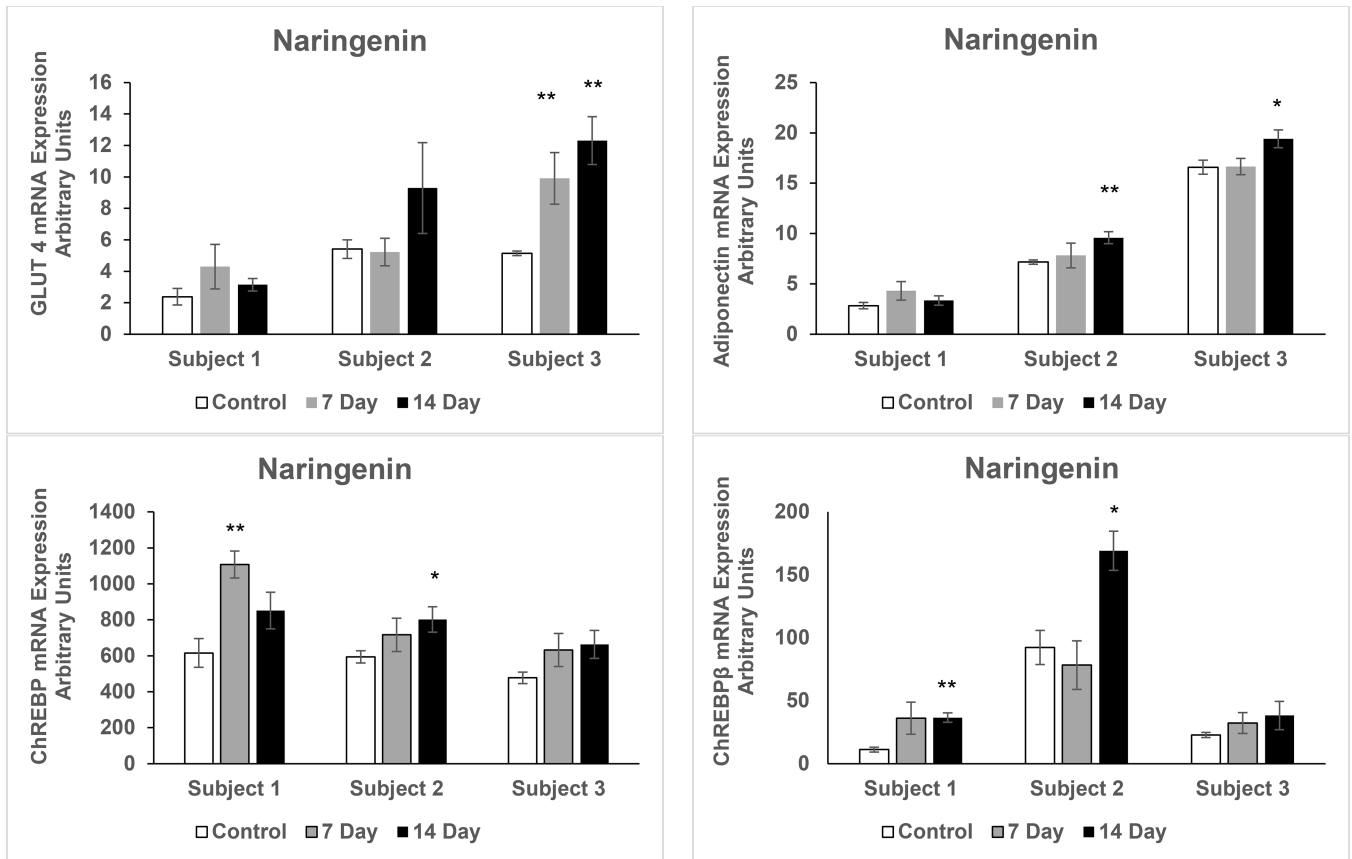 Naringenin
GLUT 4 mRNA Expression
Arbitrary Units
16
14
12
10
8
6
4
2
0
** **
Subject 1 Subject 2 Subject 3
Control 7 Day 14 Day
Naringenin
Adiponectin mRNA Expression
Arbitrary Units
25
20
15
10
5
0
**
*
Subject 1 Subject 2 Subject 3
Control 7 Day 14 Day
Naringenin
ChREBP mRNA Expression
Arbitrary Units
1400
1200
1000
800
600
400
200
0
**
*
Subject 1 Subject 2 Subject 3
Control 7 Day 14 Day
Naringenin
ChREBPβ mRNA Expression
Arbitrary Units
200
150
100
50
0
**
*
Subject 1 Subject 2 Subject 3
Control 7 Day 14 Day